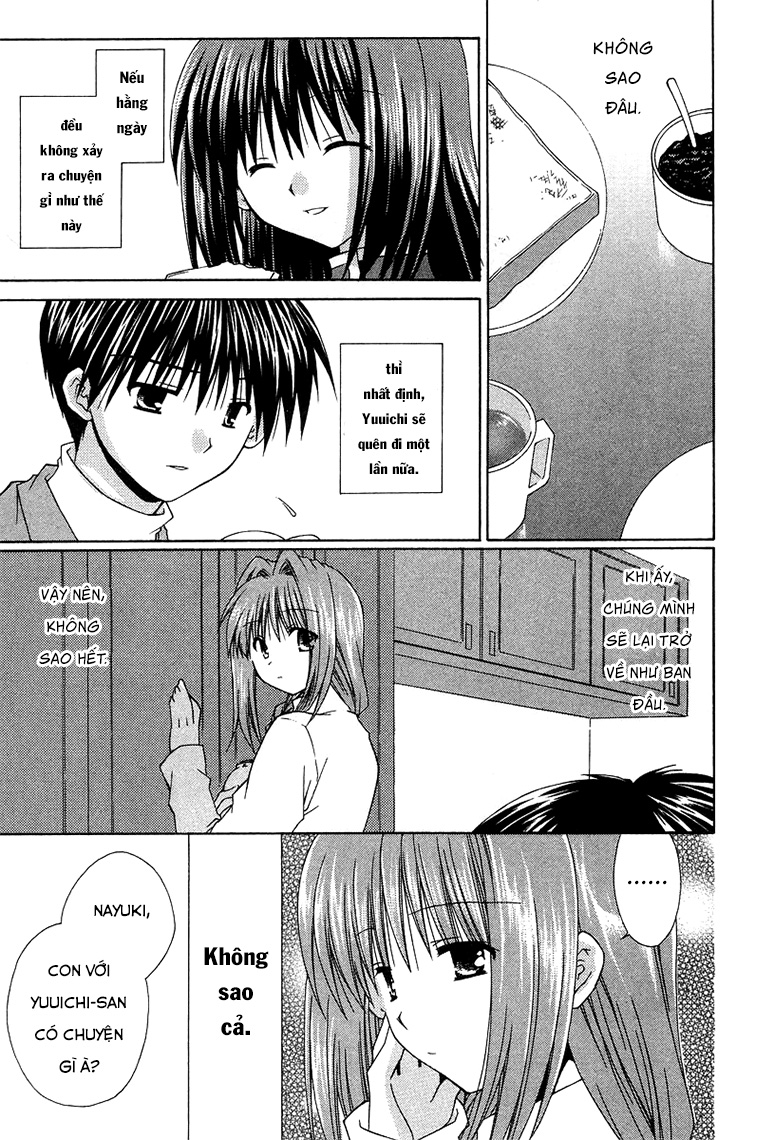 KHÔNG
SAO
ĐÂU.
Nếu
hằng
ngày
đều
không xảy
ra chuyện
gì như thế
này
thì
nhất định,
Yuuichi sẽ
quên đi một
lần nữa.
KHI ẤY,
CHÚNG MÌNH
SẼ LẠI TRỞ
VỀ NHƯ BAN
ĐẦU.
VẬY NÊN,
KHÔNG
SAO HẾT.
......
Không
sao
cả.
NAYUKI,
CON VỚI
YUUICHI-SAN
CÓ CHUYỆN
GÌ À?